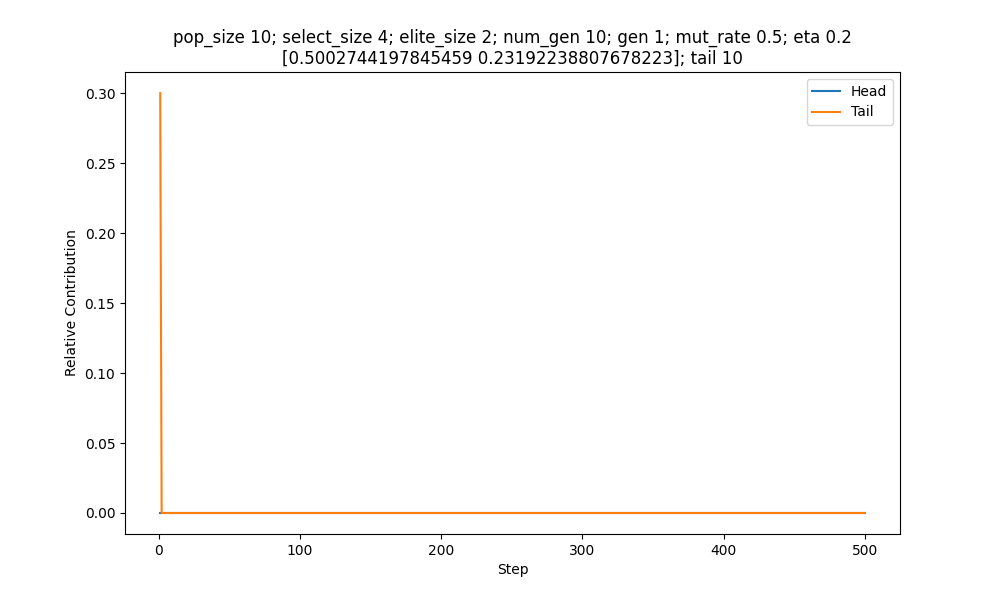 pop_size 10; select_size 4; elite_size 2; num_gen 10; gen 1; mut_rate 0.5; eta 0.2
[0.5002744197845459 0.23192238807678223]; tail 10
Head
Tail
0.30
0.25
0.20
0.15
0.10
0.05
0.00
Relative Contribution
0
100
200
300
400
500
Step